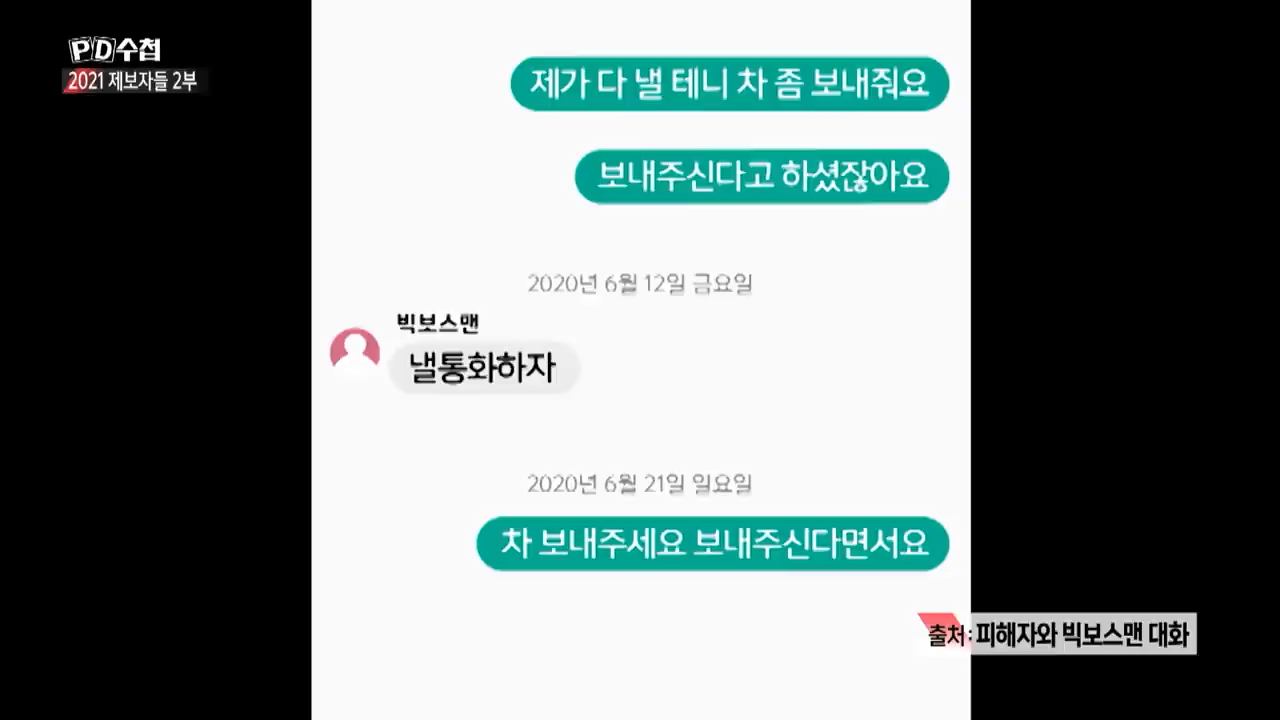 PD수첩
2021 제보자들 2부
제가 다 낼 테니 차 좀 보내줘요
보내주신다고 하셨잖아요
2020년 6월 12일 금요일
빅보스맨
낼통화하자
2020년 6월 21일 일요일
차 보내주세요 보내주신다면서요
출처 : 피해자와 빅보스맨 대화